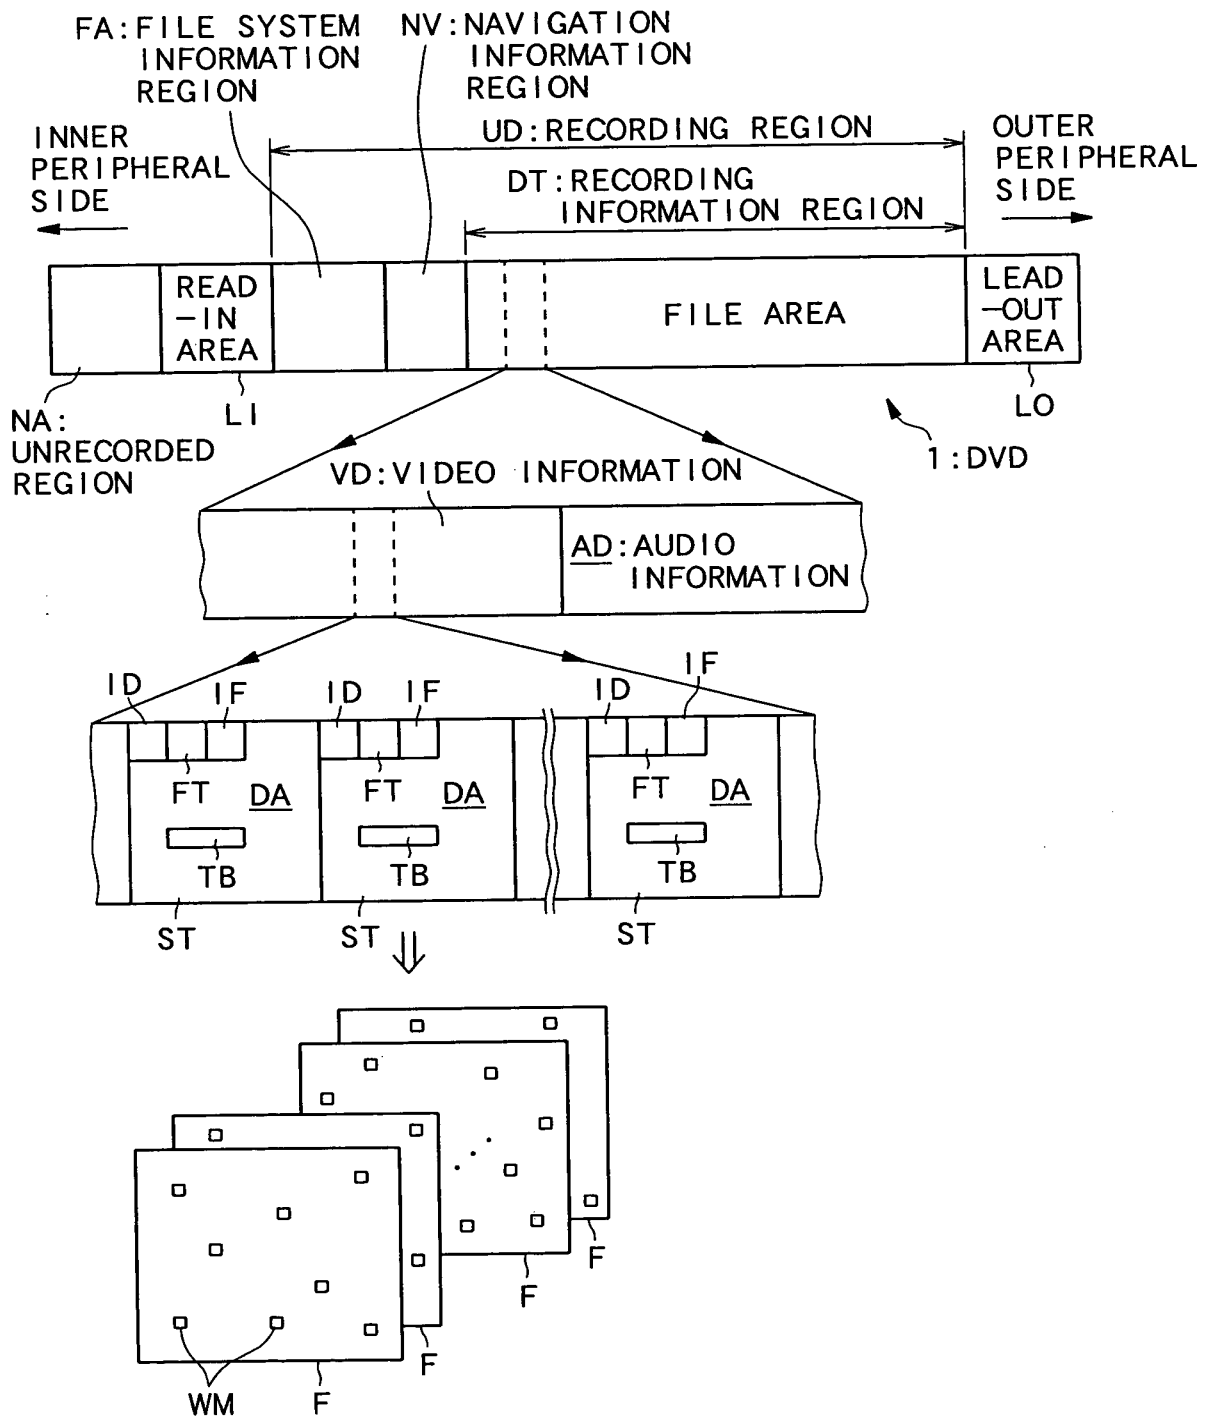 FA:FILE SYSTEM
INFORMATION
REGION
NV:NAVIGATION
INFORMATION
REGION
INNER
PERIPHERAL
SIDE
UD:RECORDING REGION
DT:RECORDING
INFORMATION REGION
OUTER
PERIPHERAL
SIDE
READ
-IN
AREA
FILE AREA
LEAD
-OUT
AREA
NA:
UNRECORDED
REGION
LI
LO
1:DVD
VD:VIDEO INFORMATION
AD:AUDIO
INFORMATION
ID
IF
ID
IF
ID
IF
FT
DA
FT
DA
FT
DA
TB
TB
TB
ST
ST
ST
F
F
F
F
WM